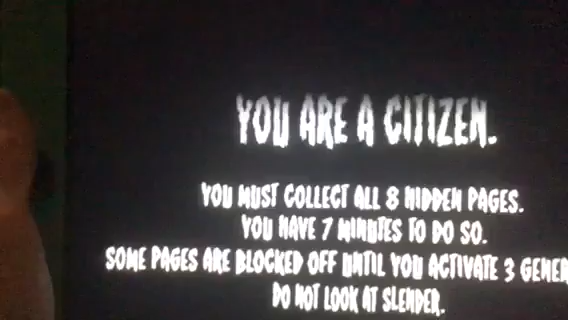 YOU ARE A CITIZEN.
YOU MUST COLLECT ALL 8 HIDDEN PAGES.
YOU HAVE 7 MINUTES TO DO SO.
SOME PAGES ARE BLOCKED OFF UNTIL YOU ACTIVATE 3 GENER
DO NOT LOOK AT SLENDER.